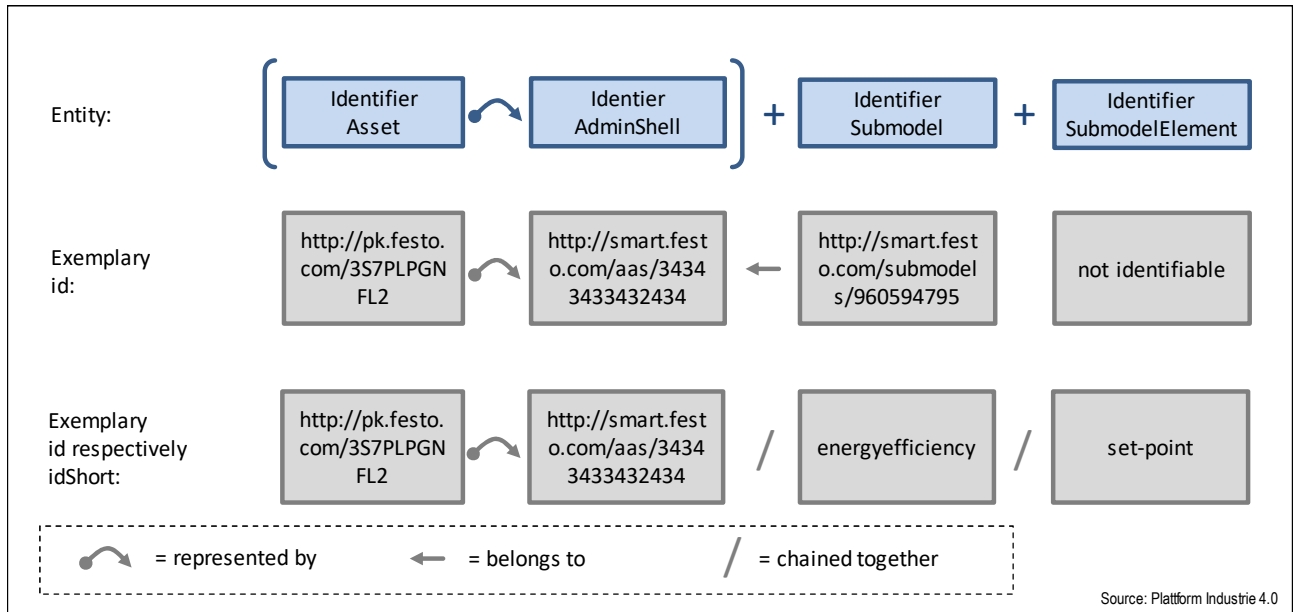 Entity:
Identifier
Asset
Identier
AdminShell
+
Identifier
Submodel
+
Identifier
SubmodelElement
Exemplary
id:
http://pk.festo.
com/3S7PLPGN
FL2
http://smart.fest
o.com/aas/3434
3433432434
http://smart.fe
sto.com/submodel
s/960594795
not identifiable
Exemplary
id respectively
idShort:
http://pk.festo.
com/3S7PLPGN
FL2
http://smart.fest
o.com/aas/3434
3433432434
/
energyefficiency
/
set-point
= represented by
= belongs to
/ = chained together
Source: Plattform Industrie 4.0